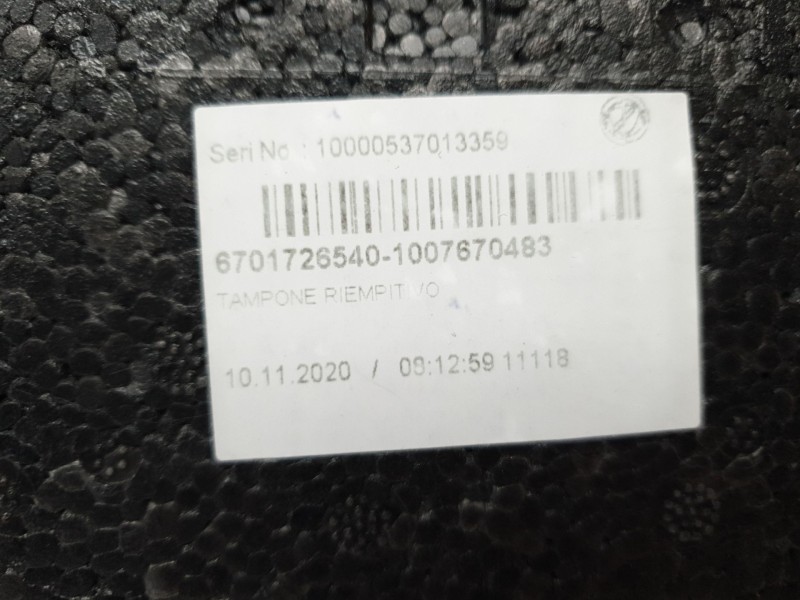 Seri No : 10000537013359
6701726540-1007670483
TAMPONE RIEMPITIVO
10.11.2020 / 08:12:59 11118